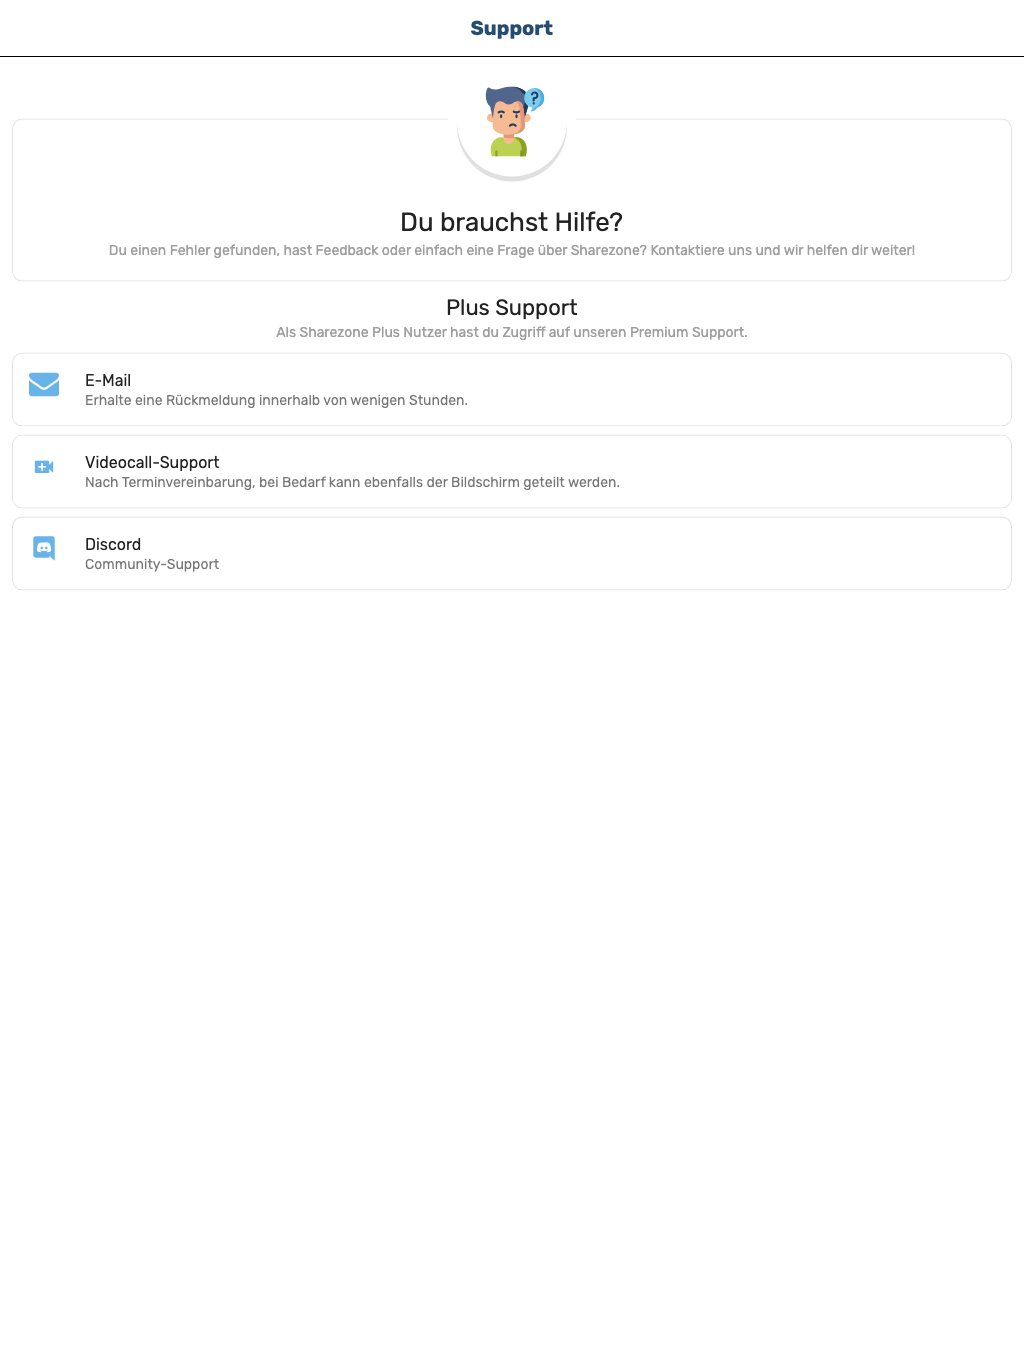 Support
?
Du brauchst Hilfe?
Du einen Fehler gefunden, hast Feedback oder einfach eine Frage über Sharezone? Kontaktiere uns und wir helfen dir weiter!
Plus Support
Als Sharezone Plus Nutzer hast du Zugriff auf unseren Premium Support.
E-Mail
Erhalte eine Rückmeldung innerhalb von wenigen Stunden.
Videocall-Support
Nach Terminvereinbarung, bei Bedarf kann ebenfalls der Bildschirm geteilt werden.
Discord
Community-Support